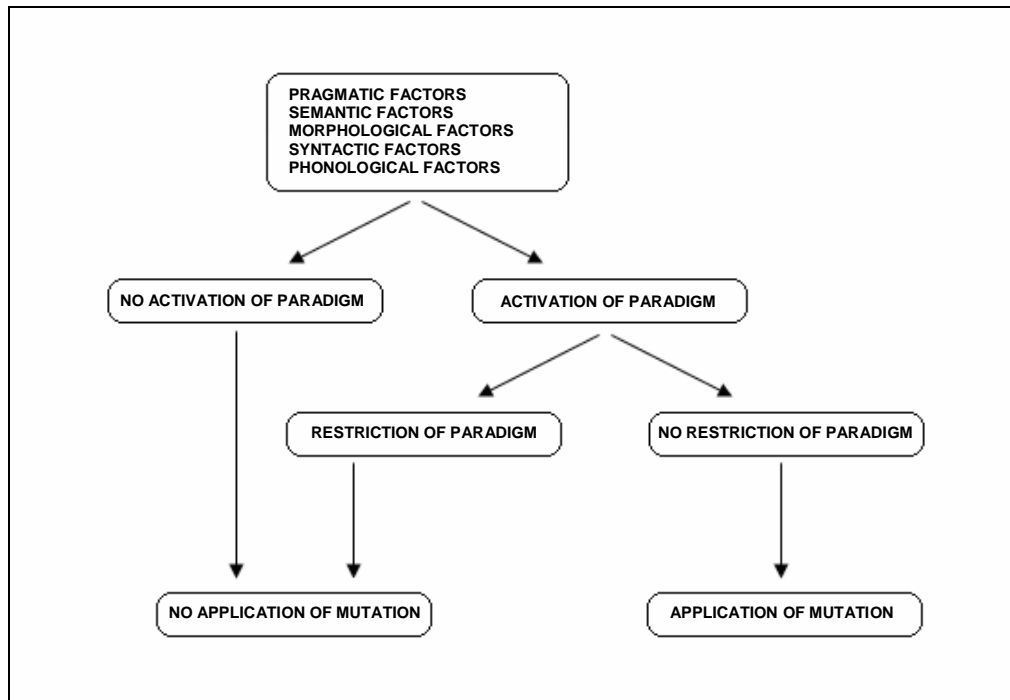 PRAGMATIC FACTORS
SEMANTIC FACTORS
MORPHOLOGICAL FACTORS
SYNTACTIC FACTORS
PHONOLOGICAL FACTORS
NO ACTIVATION OF PARADIGM
ACTIVATION OF PARADIGM
RESTRICTION OF PARADIGM
NO RESTRICTION OF PARADIGM
NO APPLICATION OF MUTATION
APPLICATION OF MUTATION